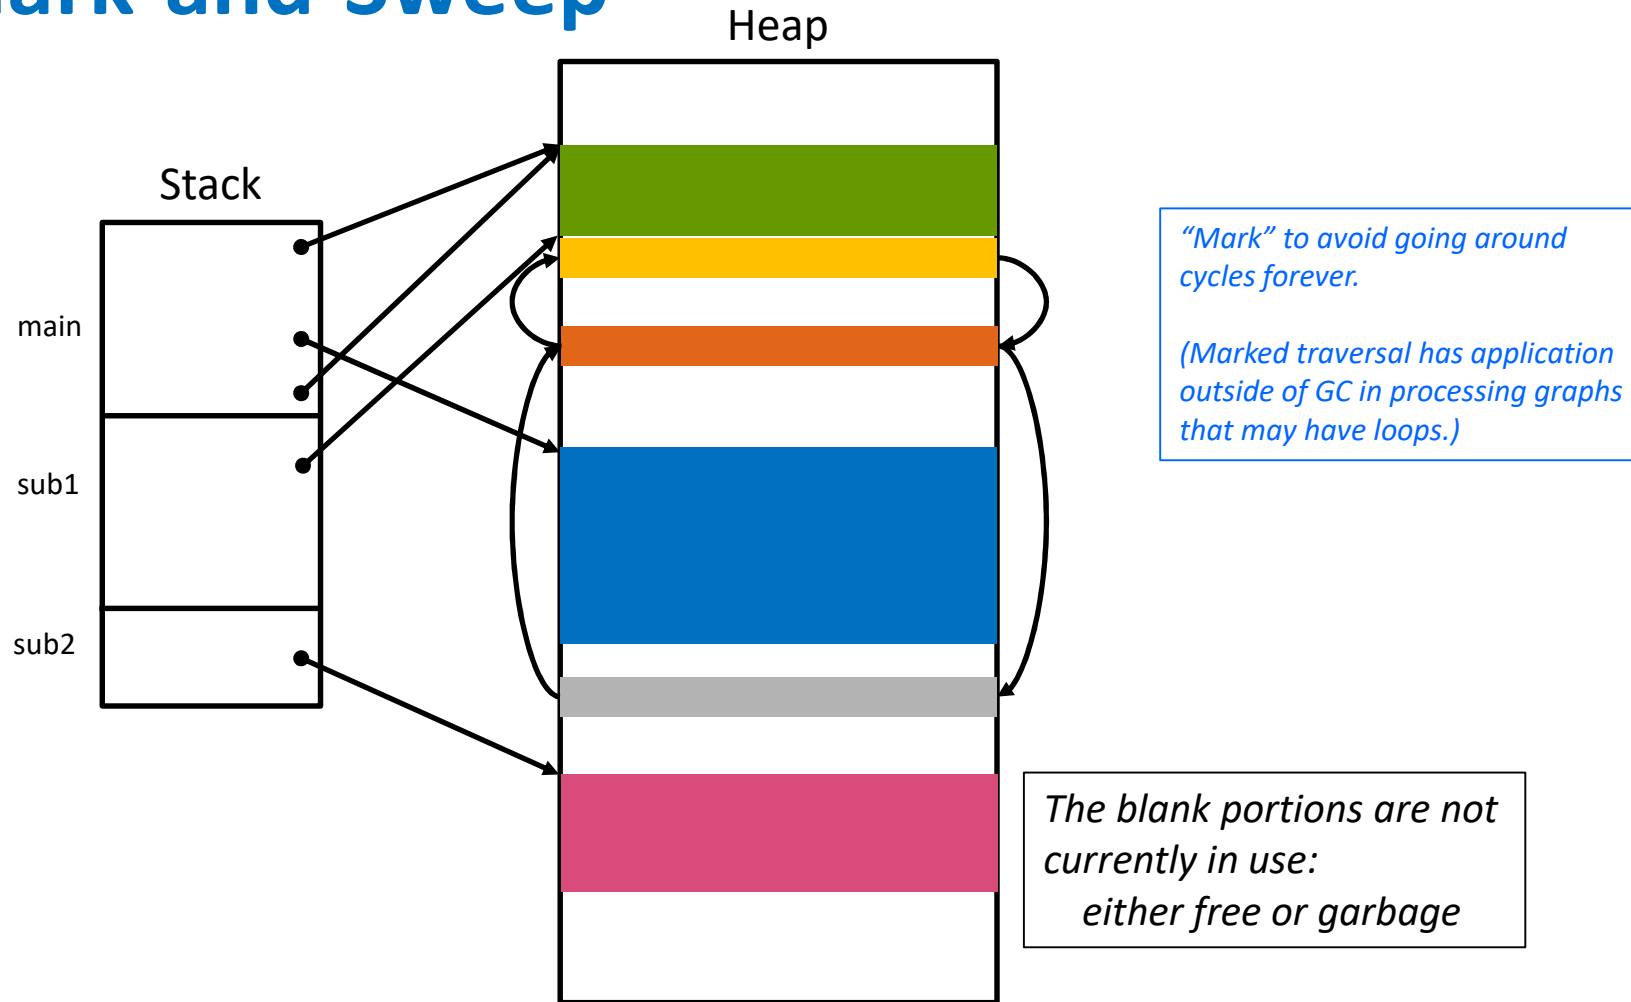 and Sweep
Heap
Stack
main
sub1
sub2
“Mark” to avoid going around
cycles forever.
(Marked traversal has application
outside of GC in processing graphs
that may have loops.)
The blank portions are not
currently in use:
either free or garbage